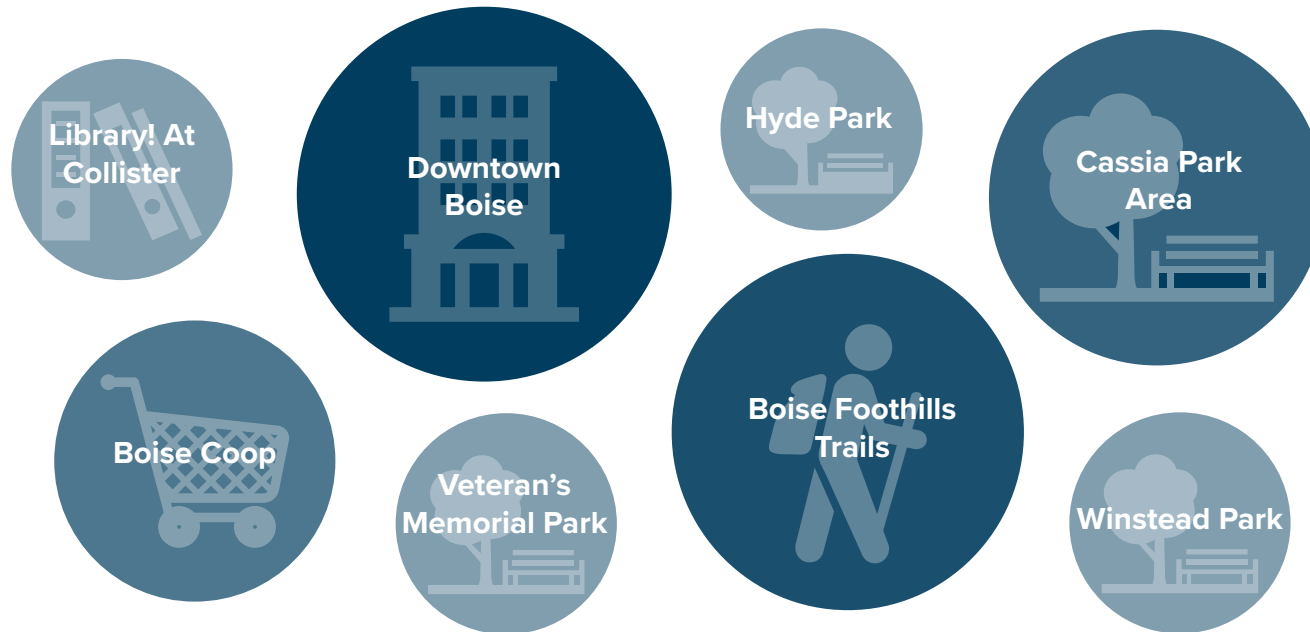 Library! At
Collister
Downtown
Boise
Hyde Park
Cassia Park
Area
Boise Coop
Veteran’s
Memorial Park
Boise Foothills
Trails
Winstead Park